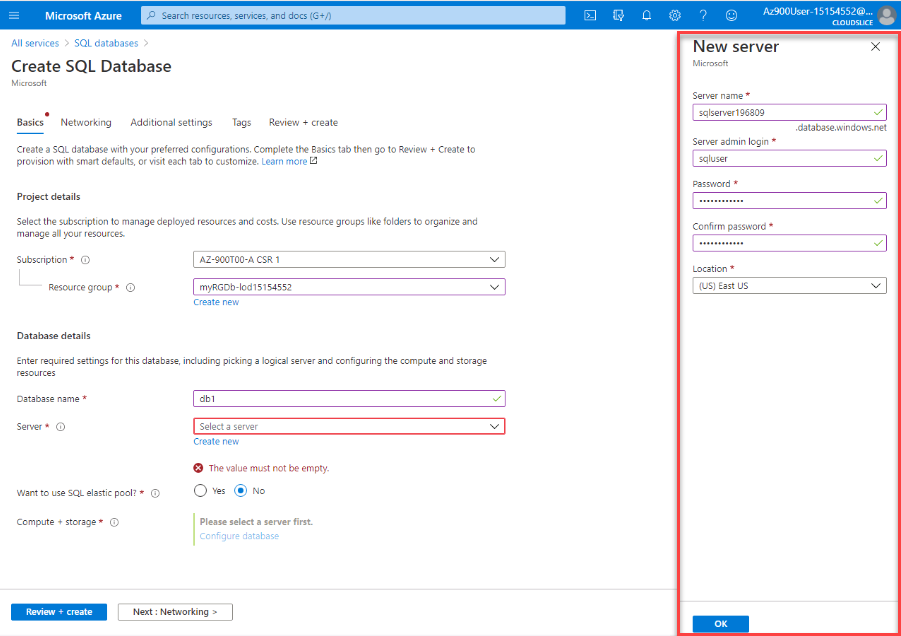 Microsoft Azure
Search resources, services, and docs (G+/)
Az900User-15154552@...
CLOUDSLICE
All services > SQL databases >
Create SQL Database
Microsoft
Basics Networking Additional settings Tags Review + create
Create a SQL database with your preferred configurations. Complete the Basics tab then go to Review + Create to
provision with smart defaults, or visit each tab to customize. Learn more
Project details
Select the subscription to manage deployed resources and costs. Use resource groups like folders to organize and
manage all your resources.
Subscription * AZ-900T00-A CSR 1
Resource group * myRGDb-lod15154552
Create new
Database details
Enter required settings for this database, including picking a logical server and configuring the compute and storage
resources
Database name * db1
Server * Select a server
Create new
The value must not be empty.
Want to use SQL elastic pool? * Yes No
Compute + storage * Please select a server first.
Configure database
Review + create Next : Networking >
New server
Microsoft
Server name *
sqlserver196809
.database.windows.net
Server admin login *
sqluser
Password *
••••••••••••
Confirm password *
••••••••••••
Location *
(US) East US
OK